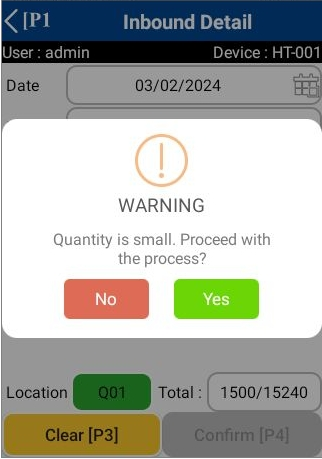 [P1
Inbound Detail
User : admin
Device : HT-001
Date
03/02/2024
WARNING
Quantity is small. Proceed with
the process?
No
Yes
Location
Q01
Total :
1500/15240
Clear [P3]
Confirm [P4]